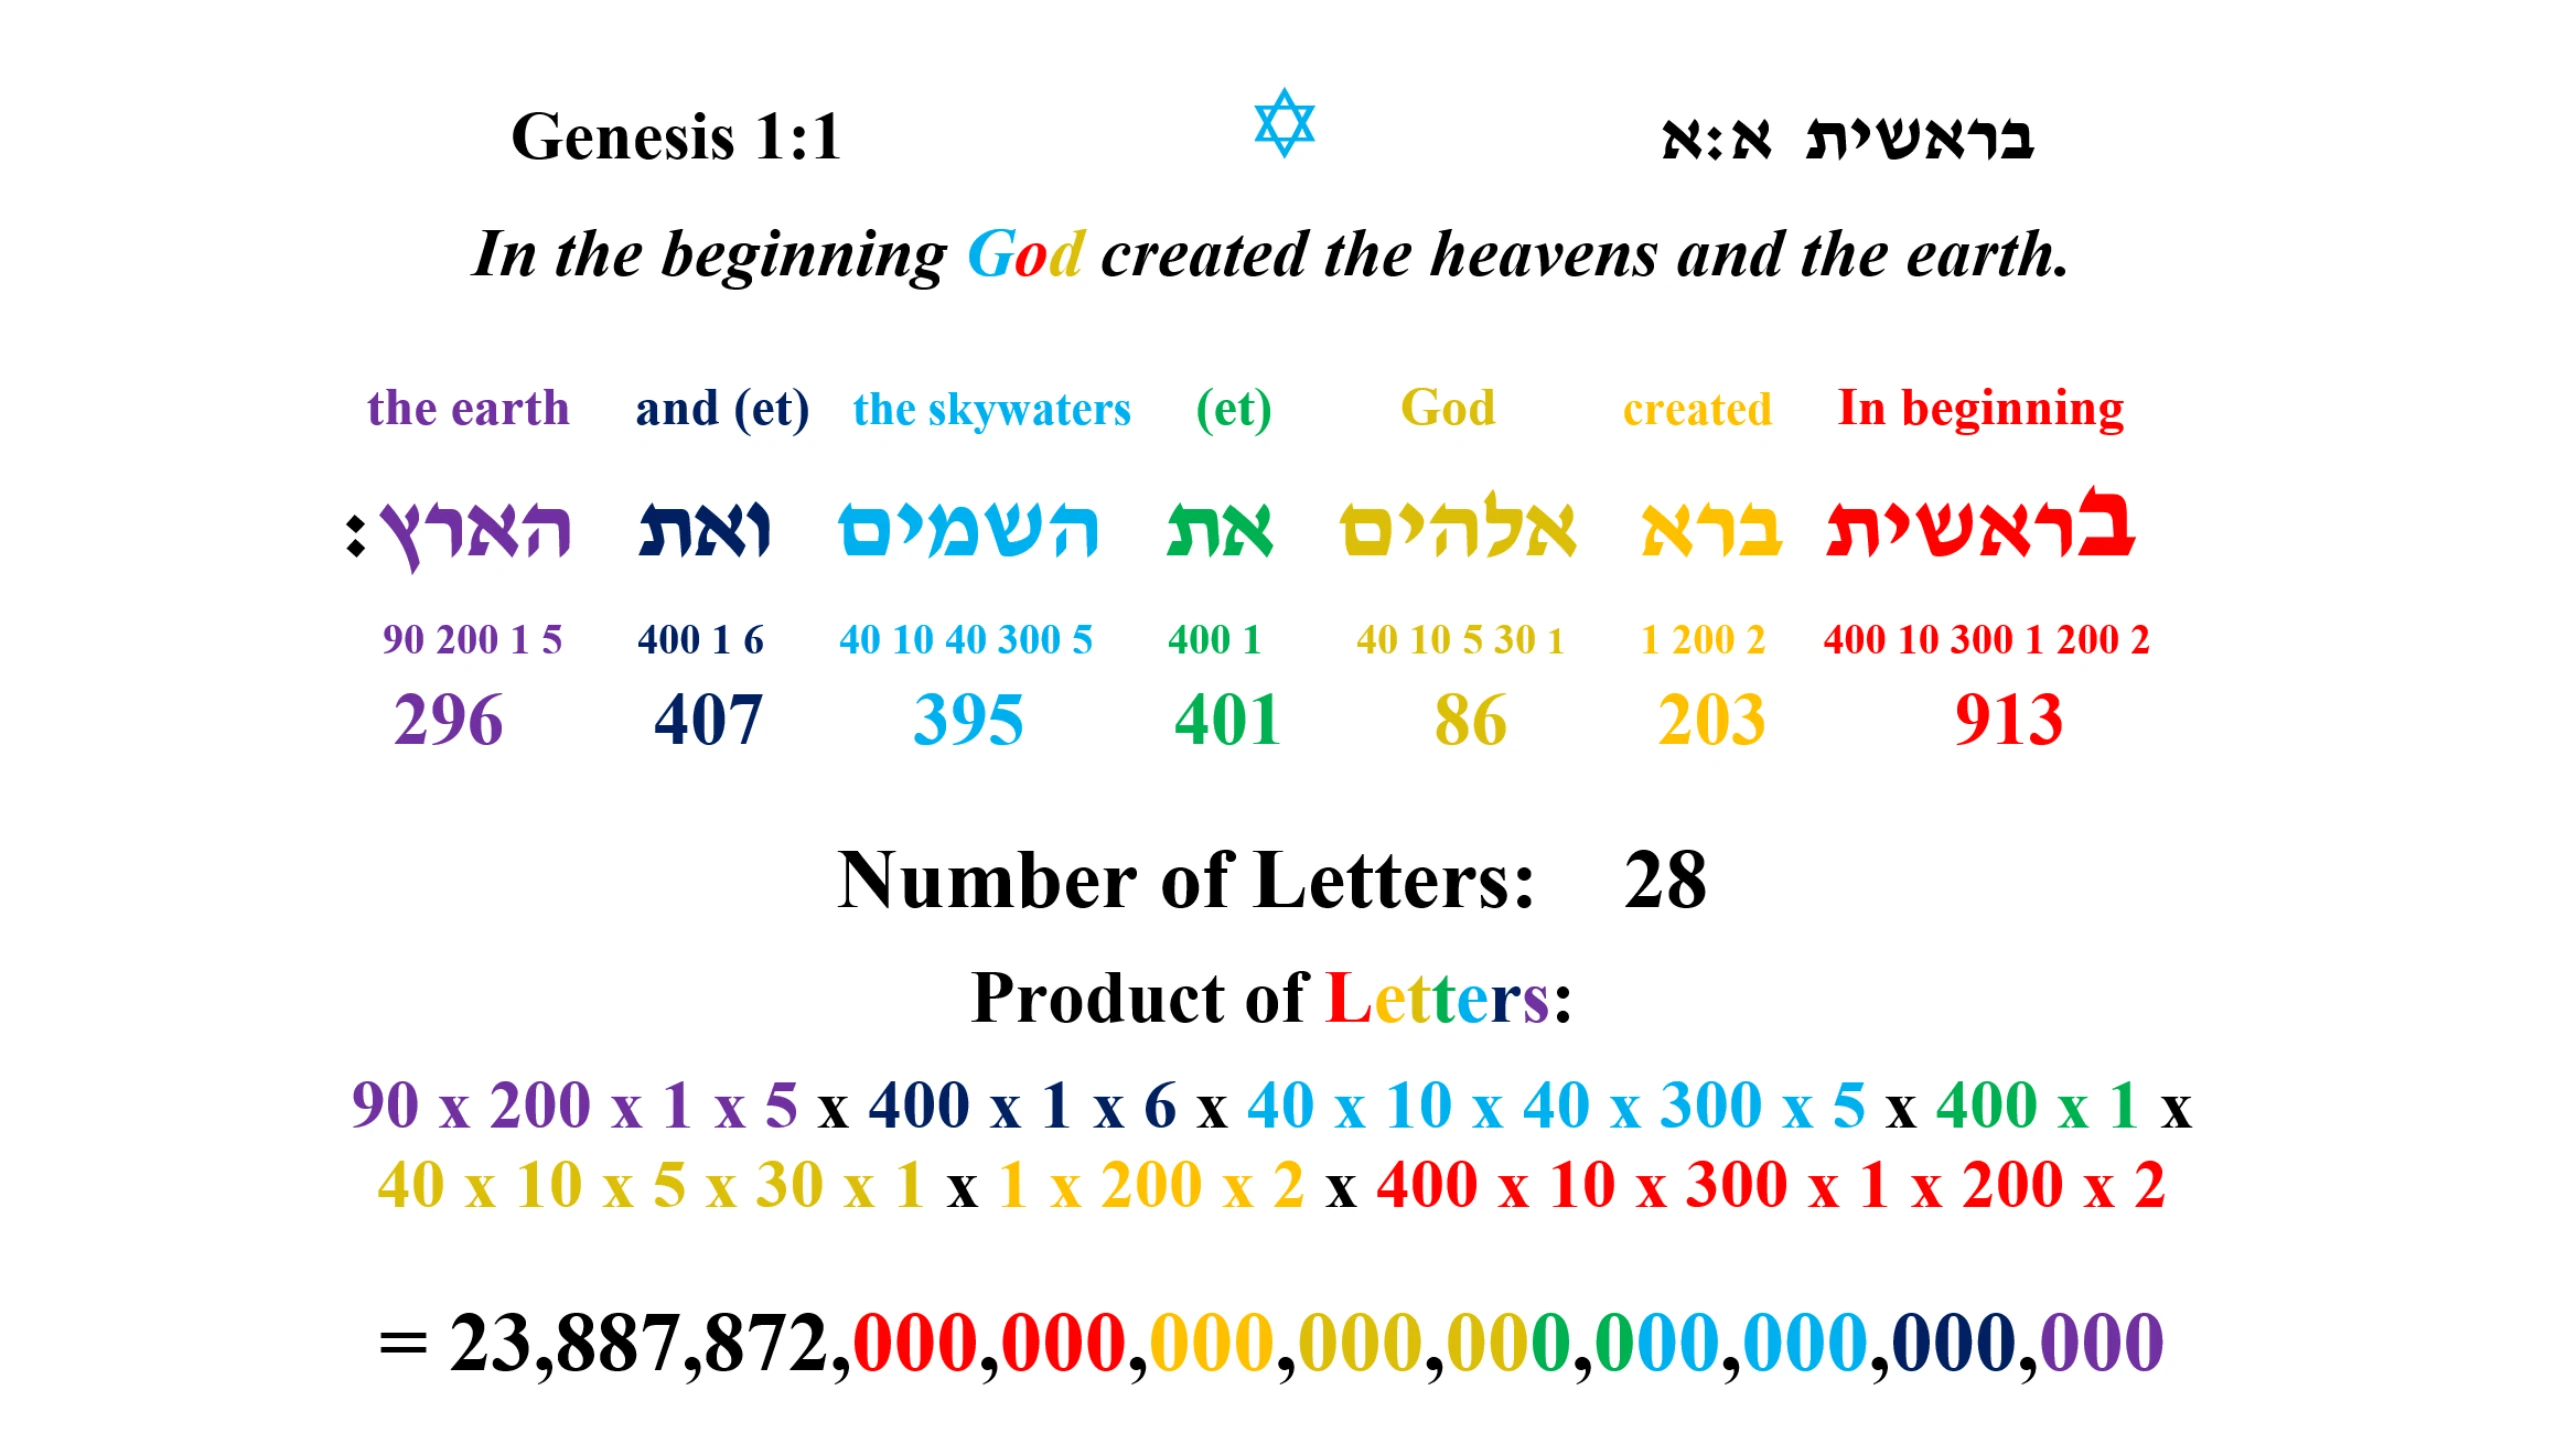 Genesis 1:1 ✡ בראשית א:א
In the beginning God created the heavens and the earth.
the earth and (et) the skywaters (et) God created In beginning
בראשית ברא אלהים את השמים ואת הארץ:
90 200 1 5 400 1 6 40 10 40 300 5 400 1 40 10 5 30 1 1 200 2 400 10 300 1 200 2
296 407 395 401 86 203 913
Number of Letters: 28
Product of Letters:
90 x 200 x 1 x 5 x 400 x 1 x 6 x 40 x 10 x 40 x 300 x 5 x 400 x 1 x
40 x 10 x 5 x 30 x 1 x 1 x 200 x 2 x 400 x 10 x 300 x 1 x 200 x 2
= 23,887,872,000,000,000,000,000,000,000,000,000